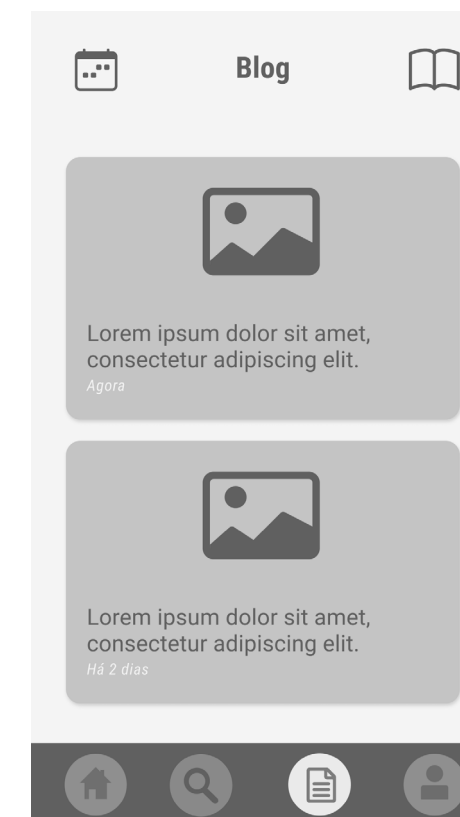 Blog
Lorem ipsum dolor sit amet,
consectetur adipiscing elit.
Agora
Lorem ipsum dolor sit amet,
consectetur adipiscing elit.
Há 2 dias